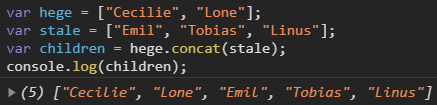 var hege = ["Cecilie", "Lone"];
var stale = ["Emil", "Tobias", "Linus"];
var children = hege.concat(stale);
console.log(children);
▶ (5) ["Cecilie", "Lone", "Emil", "Tobias", "Linus"]